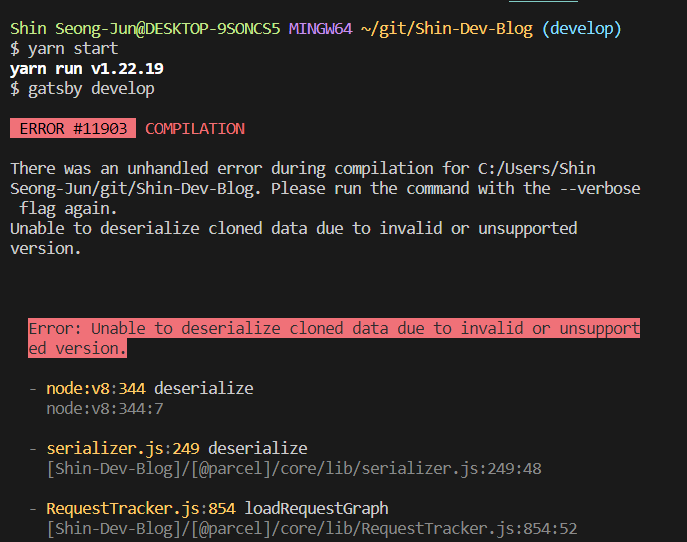 Shin Seong-Jun@DESKTOP-9SONCS5 MINGW64 ~/git/Shin-Dev-Blog (develop)
$ yarn start
yarn run v1.22.19
$ gatsby develop
ERROR #11903 COMPILATION
There was an unhandled error during compilation for C:/Users/Shin
Seong-Jun/git/Shin-Dev-Blog. Please run the command with the --verbose
flag again.
Unable to deserialize cloned data due to invalid or unsupported
version.
Error: Unable to deserialize cloned data due to invalid or unsupport
ed version.
- node:v8:344 deserialize
node:v8:344:7
- serializer.js:249 deserialize
[Shin-Dev-Blog]/[@parcel]/core/lib/serializer.js:249:48
- RequestTracker.js:854 loadRequestGraph
[Shin-Dev-Blog]/[@parcel]/core/lib/RequestTracker.js:854:52